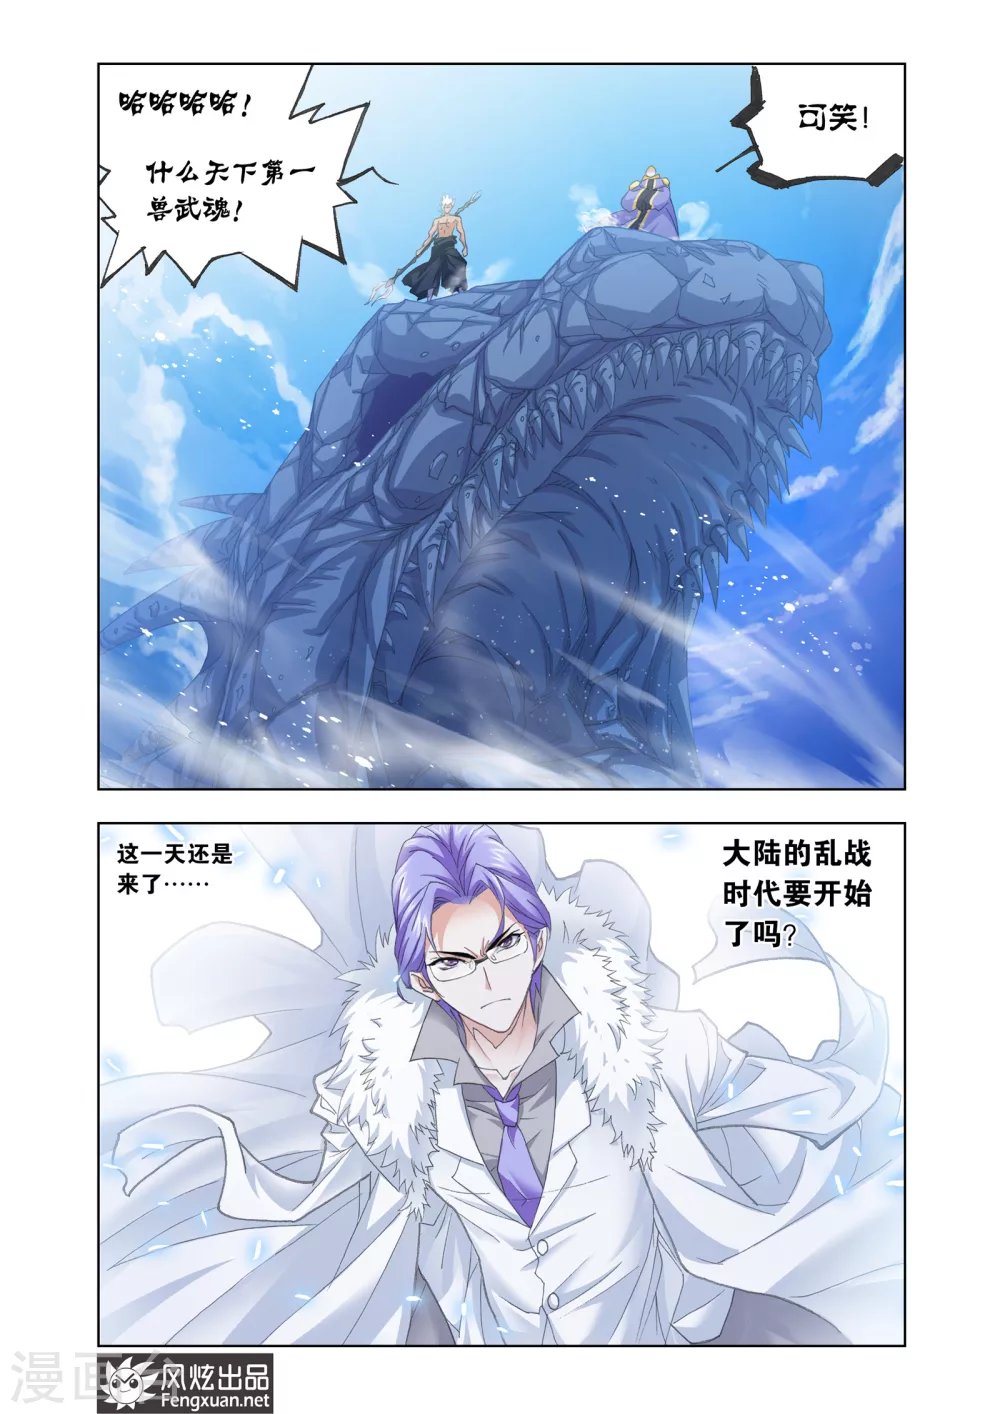 哈哈哈哈！
什么天下第一
兽武魂！
可笑！
这一天还是
来了……
大陆的乱战
时代要开始
了吗？
漫画台
风炫出品
Fengxuan.net